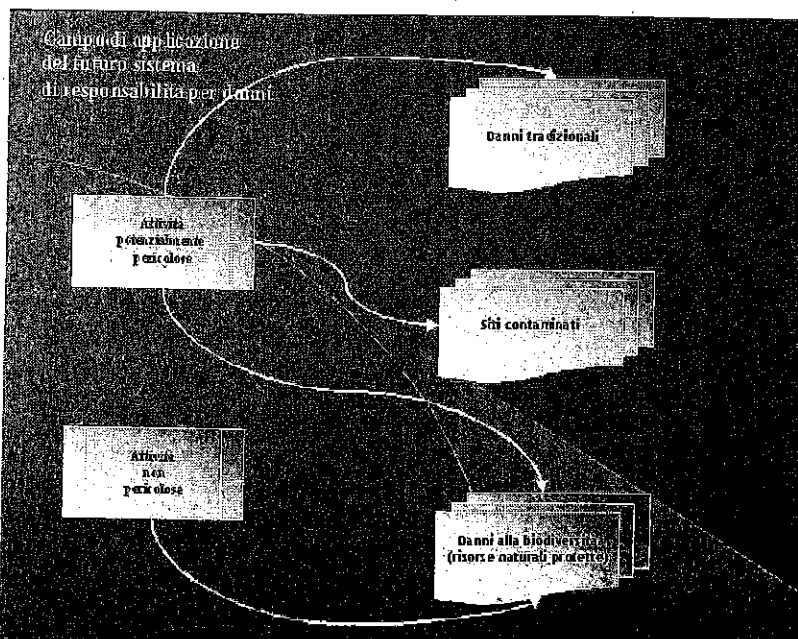 Campo di applicazione
del futuro sistema
di responsabilità per danni
Danni tradizionali
Attività
potenzialmente
pericolose
Siti contaminati
Attività
non
pericolose
Danni alla biodiversità
(risorse naturali protette)